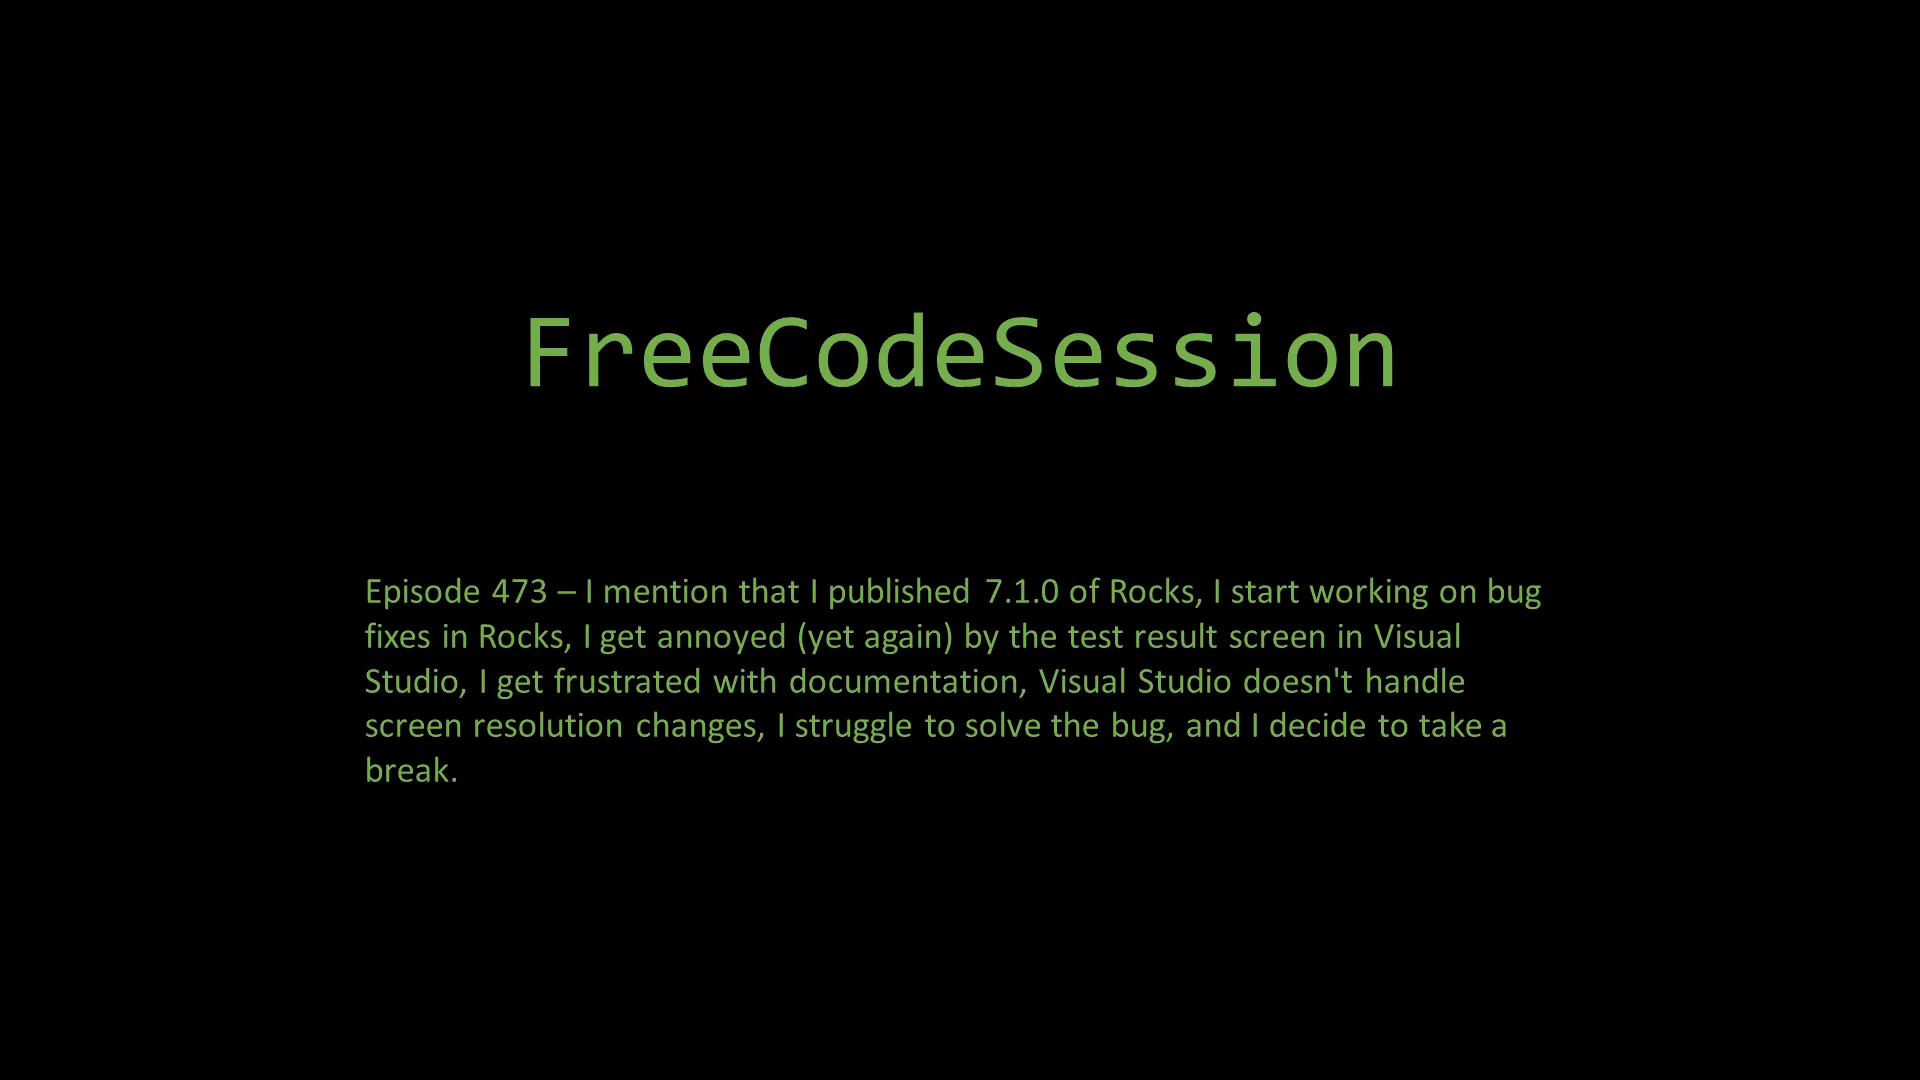 FreeCodeSession
Episode 473 – I mention that I published 7.1.0 of Rocks, I start working on bug
fixes in Rocks, I get annoyed (yet again) by the test result screen in Visual
Studio, I get frustrated with documentation, Visual Studio doesn't handle
screen resolution changes, I struggle to solve the bug, and I decide to take a
break.